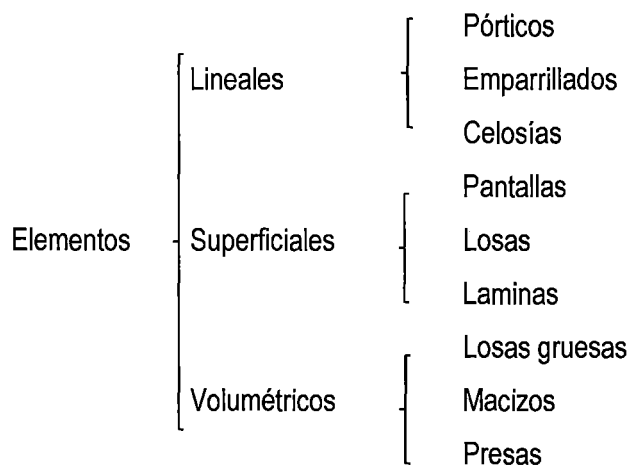 Elementos
Lineales
Pórticos
Emparrillados
Celosías
Superficiales
Pantallas
Losas
Laminas
Volumétricos
Losas gruesas
Macizos
Presas